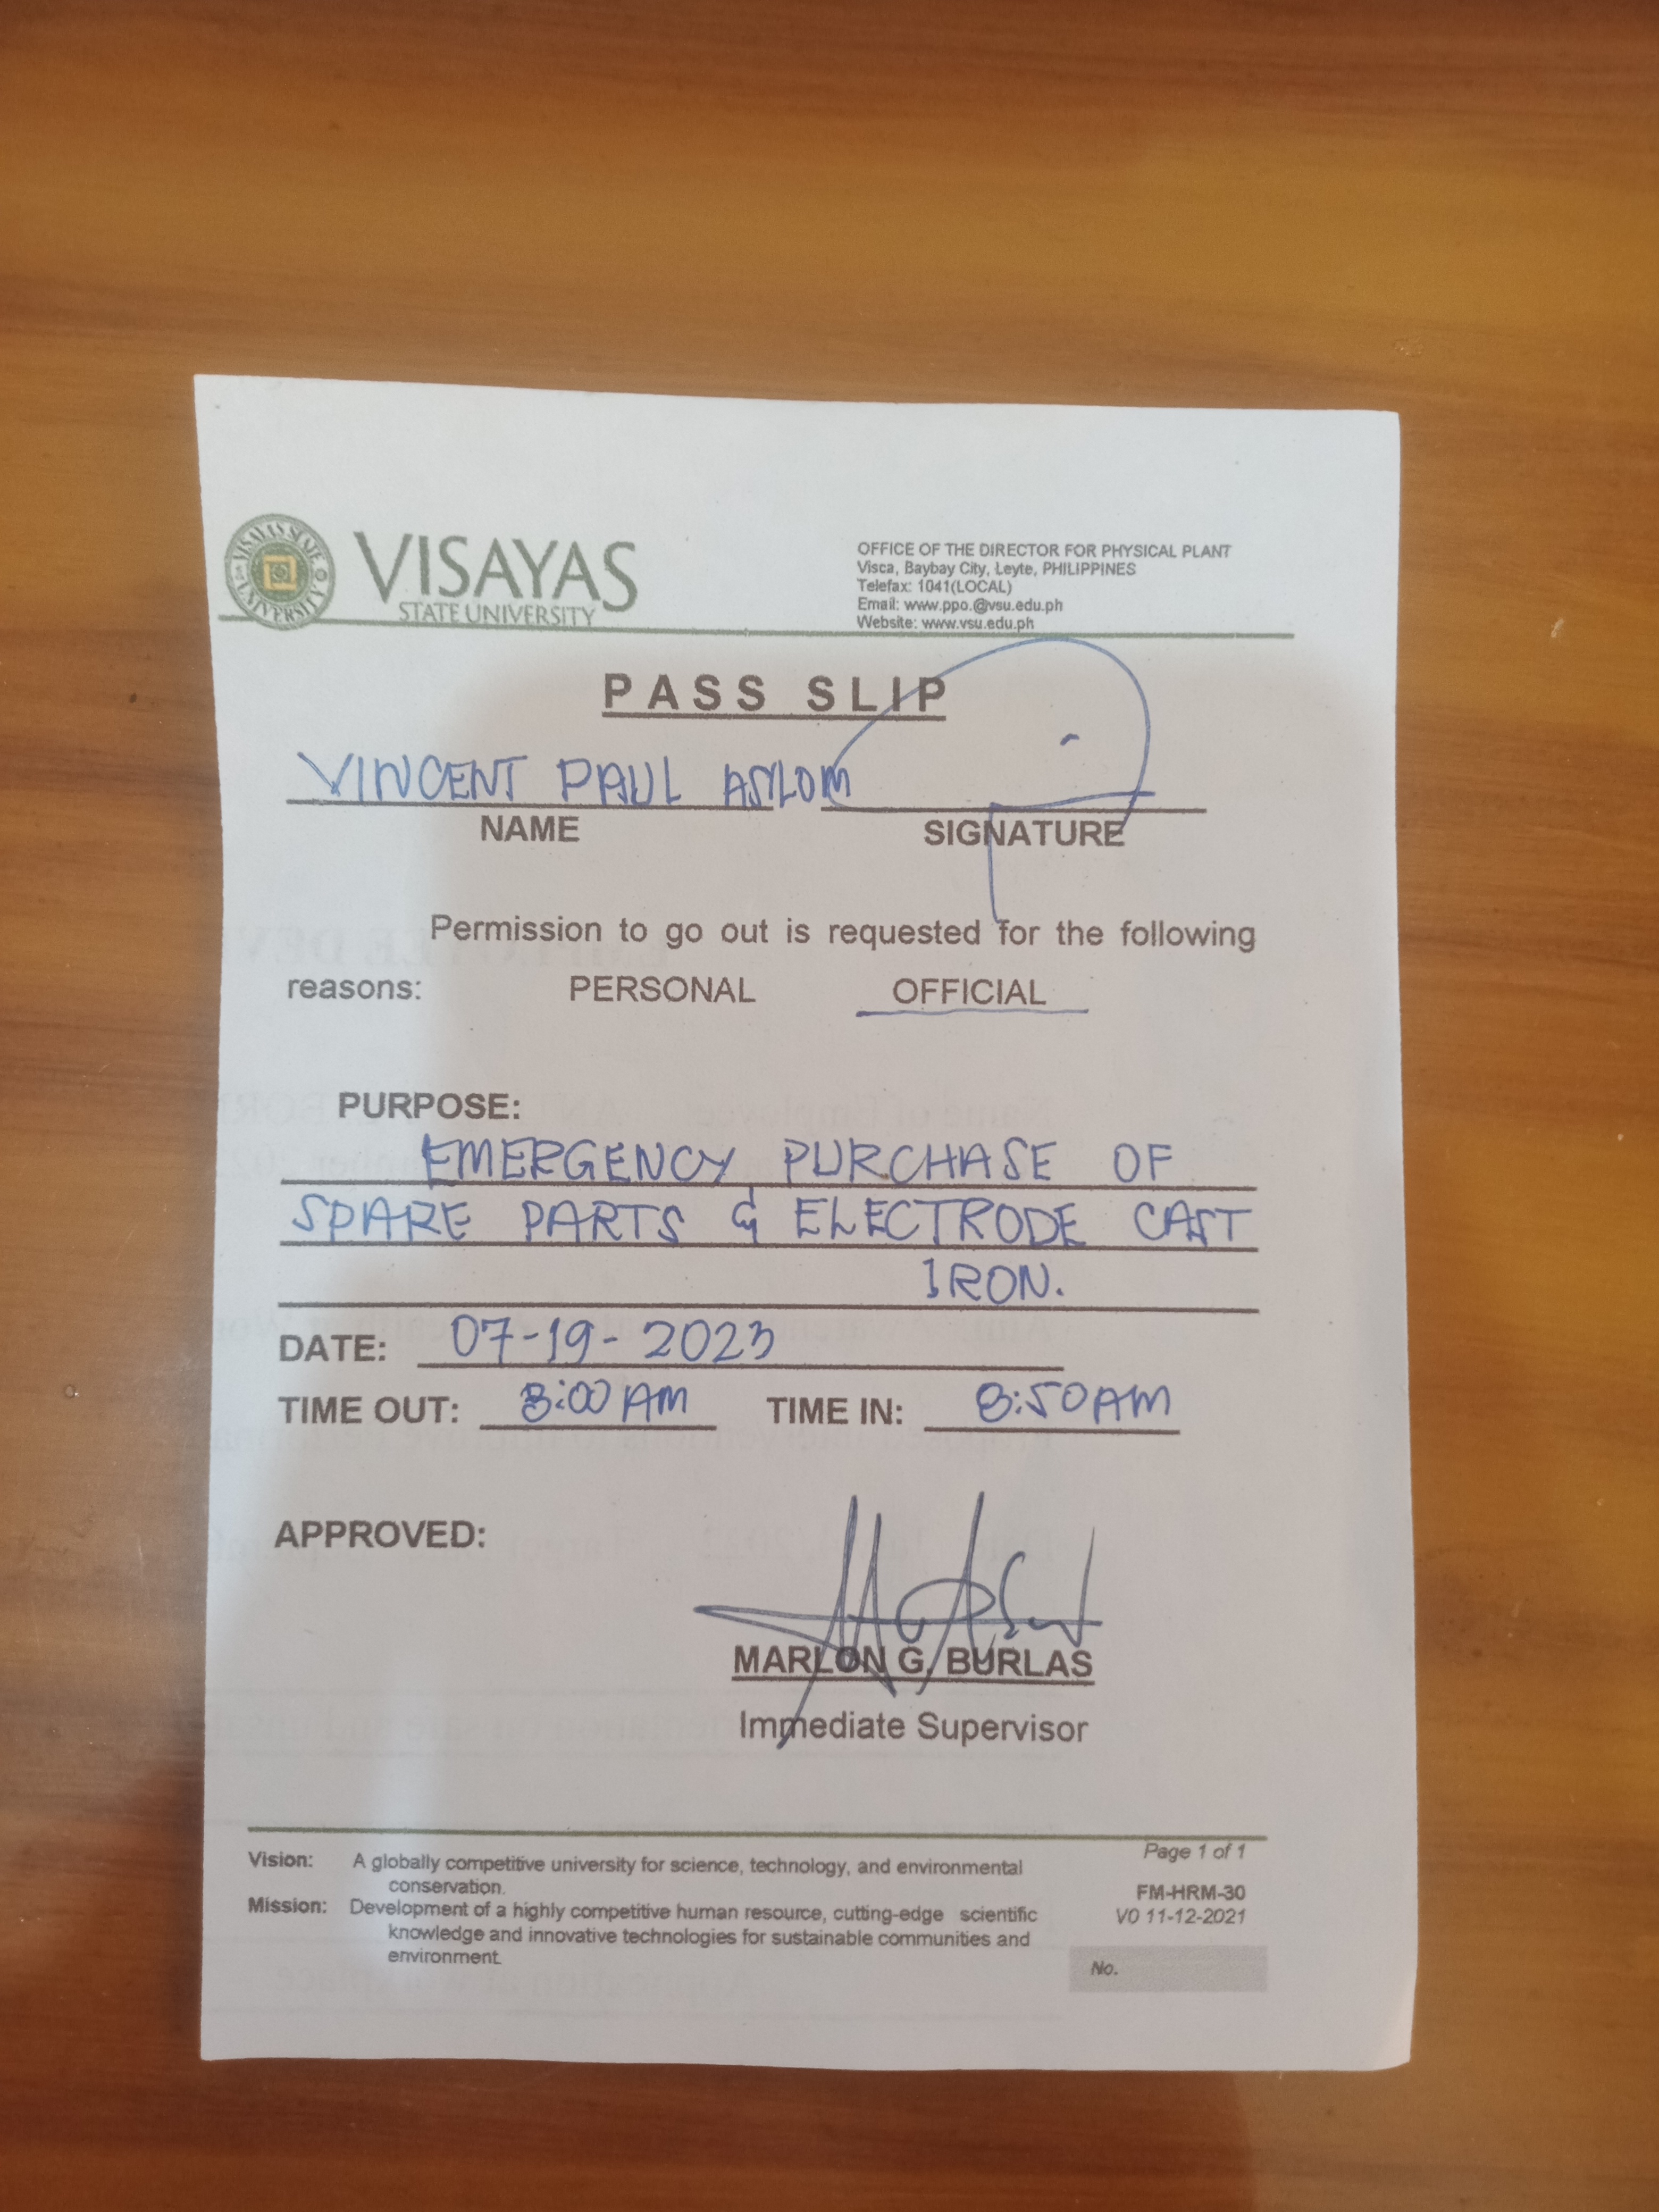 VISAYAS
STATE UNIVERSITY
VISAYAS STATE UNIVERSITY
OFFICE OF THE DIRECTOR FOR PHYSICAL PLANT
Visca, Baybay City, Leyte, PHILIPPINES
Telefax: 1041(LOCAL)
Email: www.ppo.@vsu.edu.ph
Website: www.vsu.edu.ph
PASS SLIP
VINCENT PAUL ASILOM
NAME SIGNATURE
Permission to go out is requested for the following
reasons: PERSONAL OFFICIAL
PURPOSE:
EMERGENCY PURCHASE OF
SPARE PARTS & ELECTRODE CAST
IRON.
DATE: 07-19-2023
TIME OUT: 8:00 AM TIME IN: 8:50 AM
APPROVED:
MARLON G. BURLAS
Immediate Supervisor
Vision: A globally competitive university for science, technology, and environmental
conservation.
Mission: Development of a highly competitive human resource, cutting-edge scientific
knowledge and innovative technologies for sustainable communities and
environment.
Page 1 of 1
FM-HRM-30
V0 11-12-2021
No.